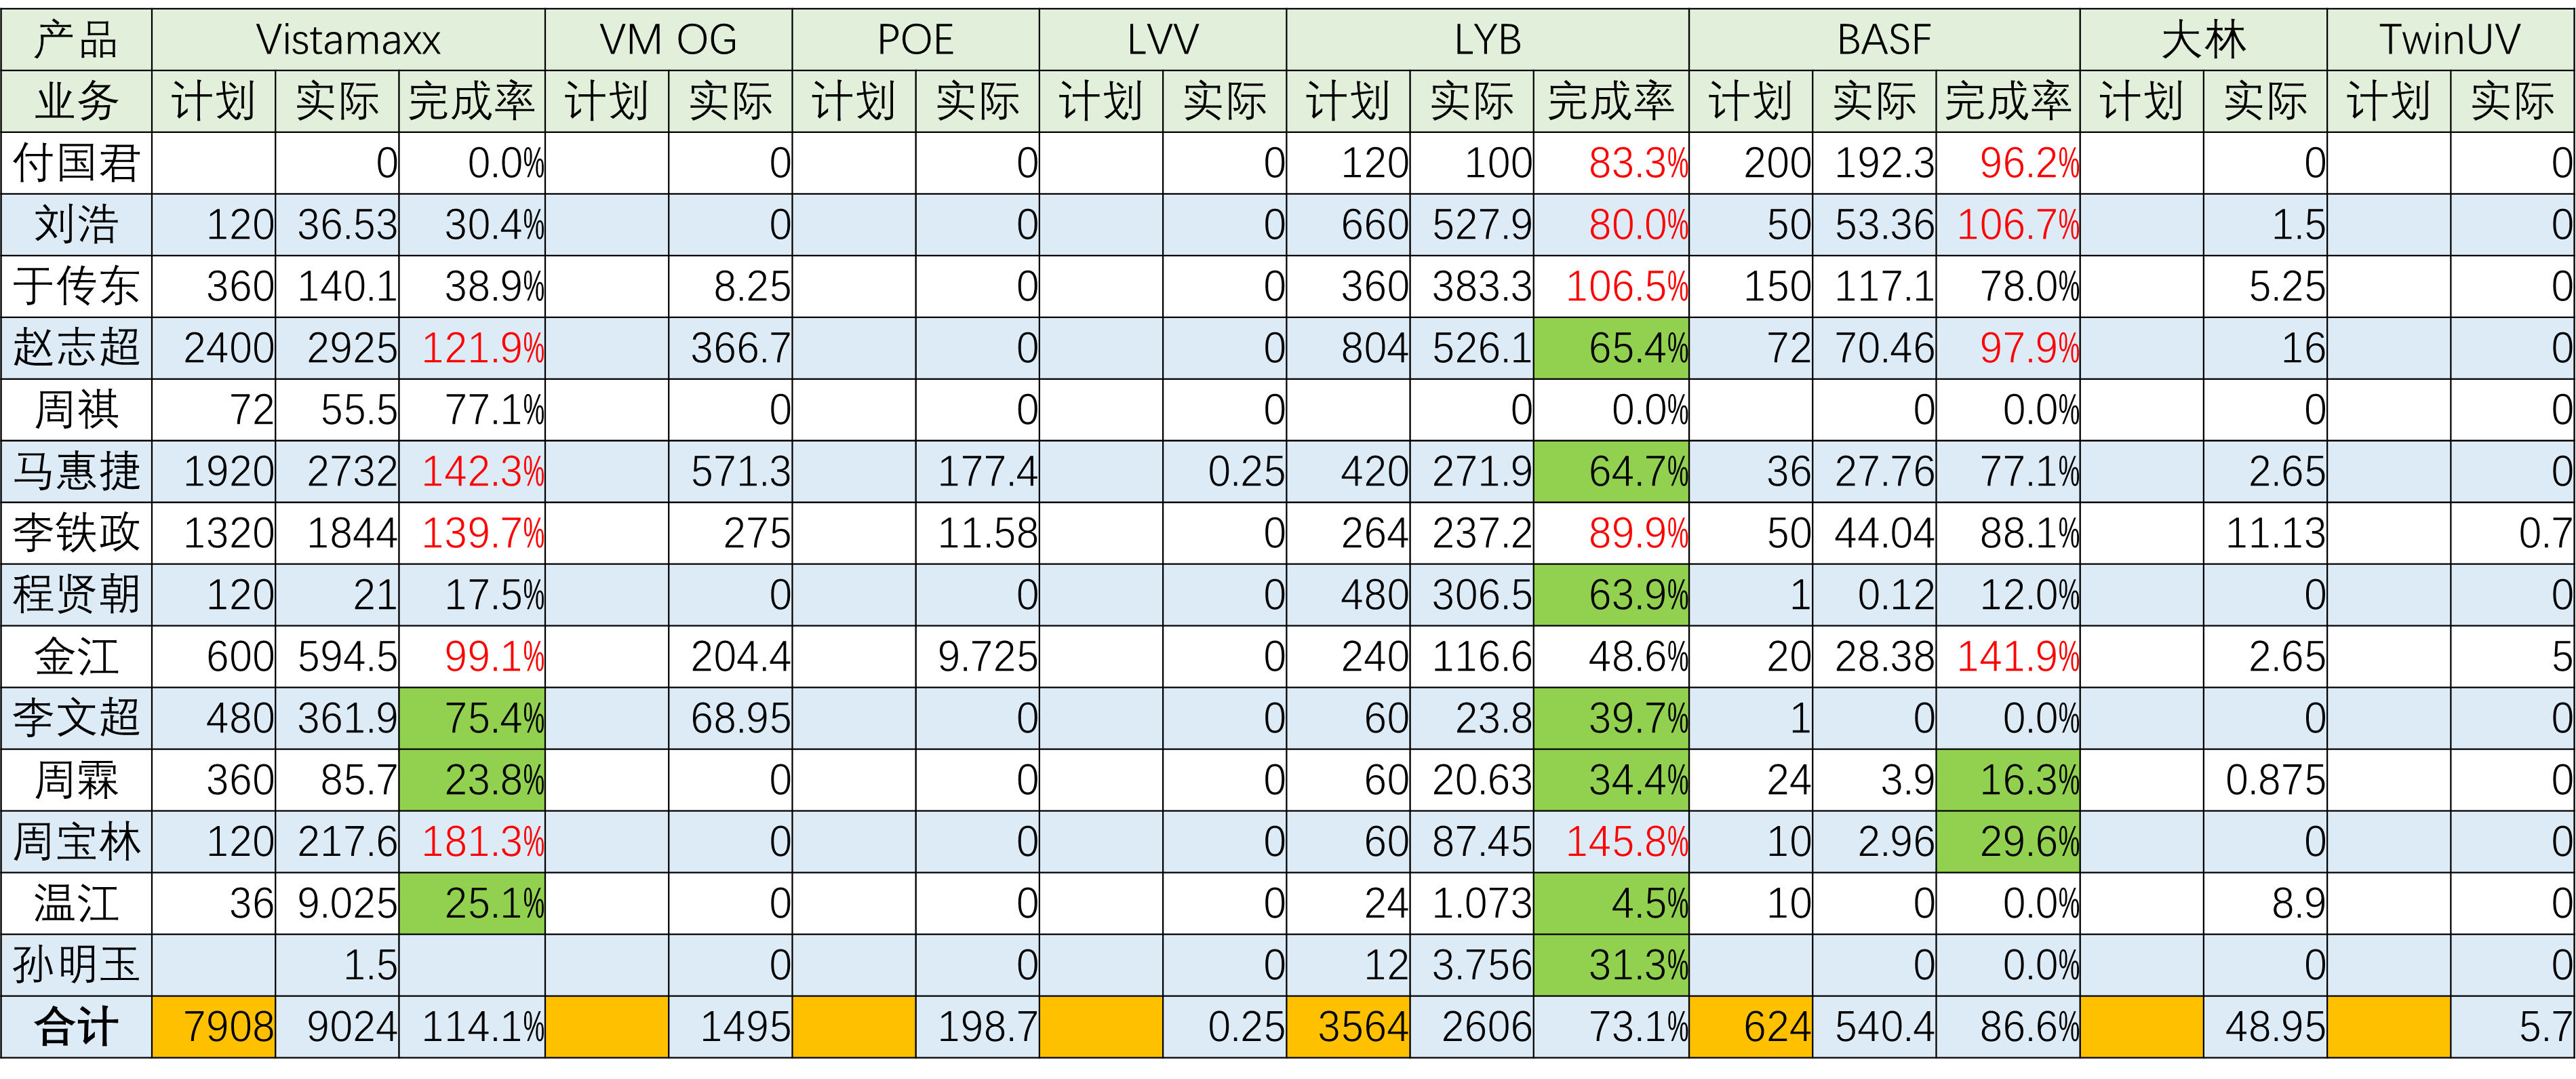 产品 Vistamaxx VM OG POE LVV LYB BASF 大林 TwinUV
业务 计划 实际 完成率 计划 实际 计划 实际 计划 实际 计划 实际 完成率 计划 实际 完成率 计划 实际 计划 实际
付国君 0 0.0% 0 0 0 120 100 83.3% 200 192.3 96.2% 0 0
刘浩 120 36.53 30.4% 0 0 0 660 527.9 80.0% 50 53.36 106.7% 1.5 0
于传东 360 140.1 38.9% 8.25 0 0 360 383.3 106.5% 150 117.1 78.0% 5.25 0
赵志超 2400 2925 121.9% 366.7 0 0 804 526.1 65.4% 72 70.46 97.9% 16 0
周祺 72 55.5 77.1% 0 0 0 0 0.0% 0 0.0% 0 0
马惠捷 1920 2732 142.3% 571.3 177.4 0.25 420 271.9 64.7% 36 27.76 77.1% 2.65 0
李铁政 1320 1844 139.7% 275 11.58 0 264 237.2 89.9% 50 44.04 88.1% 11.13 0.7
程贤朝 120 21 17.5% 0 0 0 480 306.5 63.9% 1 0.12 12.0% 0 0
金江 600 594.5 99.1% 204.4 9.725 0 240 116.6 48.6% 20 28.38 141.9% 2.65 5
李文超 480 361.9 75.4% 68.95 0 0 60 23.8 39.7% 1 0 0.0% 0 0
周霖 360 85.7 23.8% 0 0 0 60 20.63 34.4% 24 3.9 16.3% 0.875 0
周宝林 120 217.6 181.3% 0 0 0 60 87.45 145.8% 10 2.96 29.6% 0 0
温江 36 9.025 25.1% 0 0 0 24 1.073 4.5% 10 0 0.0% 8.9 0
孙明玉 1.5 0 0 0 12 3.756 31.3% 0 0.0% 0 0
合计 7908 9024 114.1% 1495 198.7 0.25 3564 2606 73.1% 624 540.4 86.6% 48.95 5.7